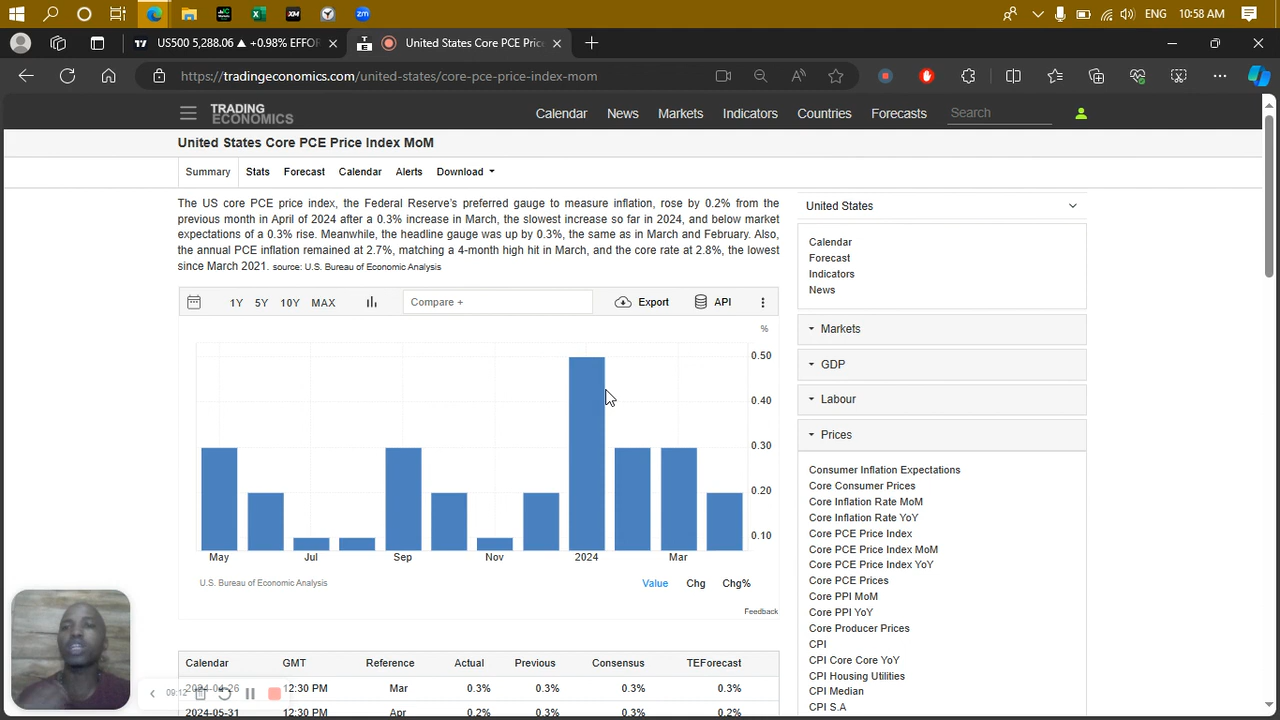 ENG
10:58 AM
US500 5,288.06 ▲ +0.98% EFFOR
United States Core PCE Pric
https://tradingeconomics.com/united-states/core-pce-price-index-mom
TRADING
ECONOMICS
Calendar
News
Markets
Indicators
Countries
Forecasts
Search
United States Core PCE Price Index MoM
Summary
Stats
Forecast
Calendar
Alerts
Download
The US core PCE price index, the Federal Reserve's preferred gauge to measure inflation, rose by 0.2% from the
previous month in April of 2024 after a 0.3% increase in March, the slowest increase so far in 2024, and below market
expectations of a 0.3% rise. Meanwhile, the headline gauge was up by 0.3%, the same as in March and February. Also,
the annual PCE inflation remained at 2.7%, matching a 4-month high hit in March, and the core rate at 2.8%, the lowest
since March 2021. source: U.S. Bureau of Economic Analysis
1Y
5Y
10Y
MAX
Compare +
Export
API
%
0.50
0.40
0.30
0.20
0.10
May
Jul
Sep
Nov
2024
Mar
U.S. Bureau of Economic Analysis
Value
Chg
Chg%
Feedback
Calendar GMT Reference Actual Previous Consensus TEForecast
2024-04-26 12:30 PM Mar 0.3% 0.3% 0.3% 0.3%
2024-05-31 12:30 PM Apr 0.2% 0.3% 0.3% 0.3%
09:12
United States
Calendar
Forecast
Indicators
News
Markets
GDP
Labour
Prices
Consumer Inflation Expectations
Core Consumer Prices
Core Inflation Rate MoM
Core Inflation Rate YoY
Core PCE Price Index
Core PCE Price Index MoM
Core PCE Price Index YoY
Core PCE Prices
Core PPI MoM
Core PPI YoY
Core Producer Prices
CPI
CPI Core Core YoY
CPI Housing Utilities
CPI Median
CPI S.A